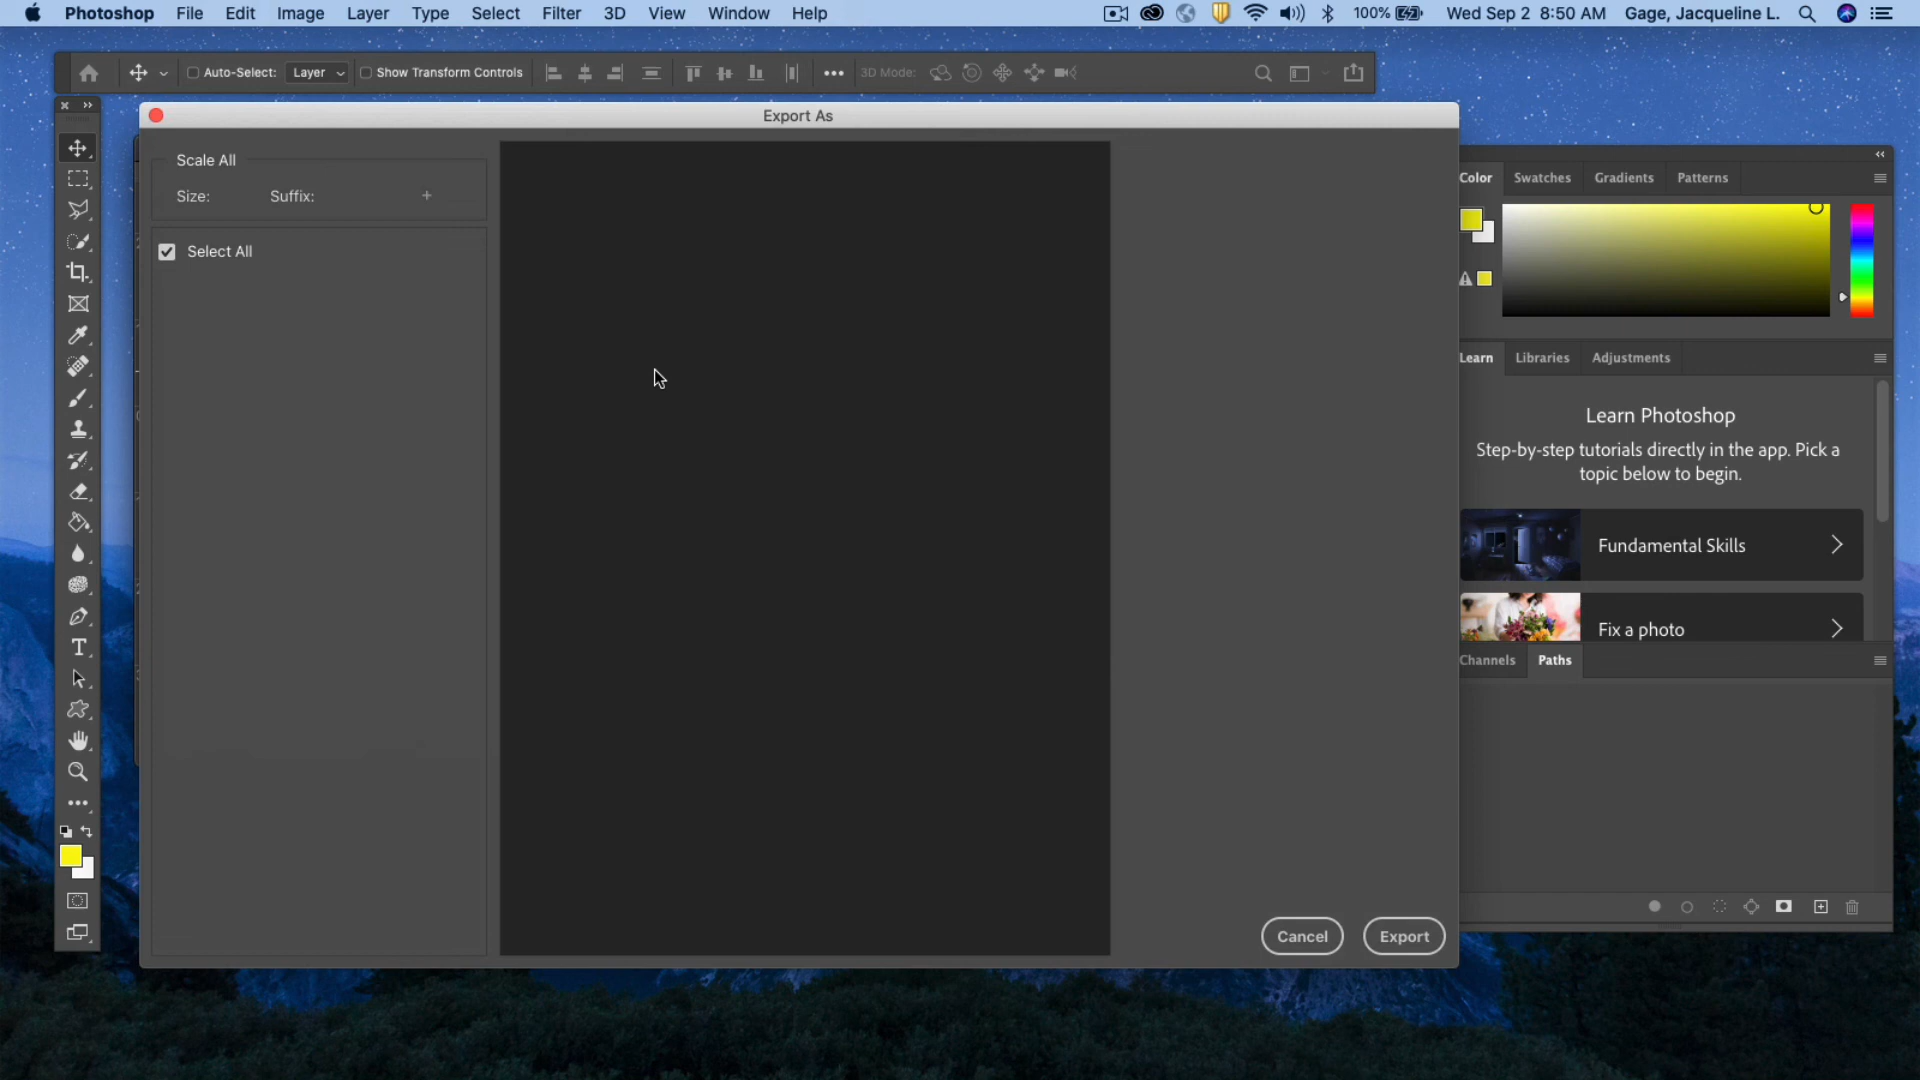 Photoshop File Edit Image Layer Type Select Filter 3D View Window Help 100% Wed Sep 2 8:50 AM Gage, Jacqueline L.
Auto-Select: Layer Show Transform Controls 3D Mode:
Export As
Scale All
Size: Suffix: +
Select All
Color Swatches Gradients Patterns
Learn Libraries Adjustments
Learn Photoshop
Step-by-step tutorials directly in the app. Pick a
topic below to begin.
Fundamental Skills
Fix a photo
Channels Paths
Cancel Export